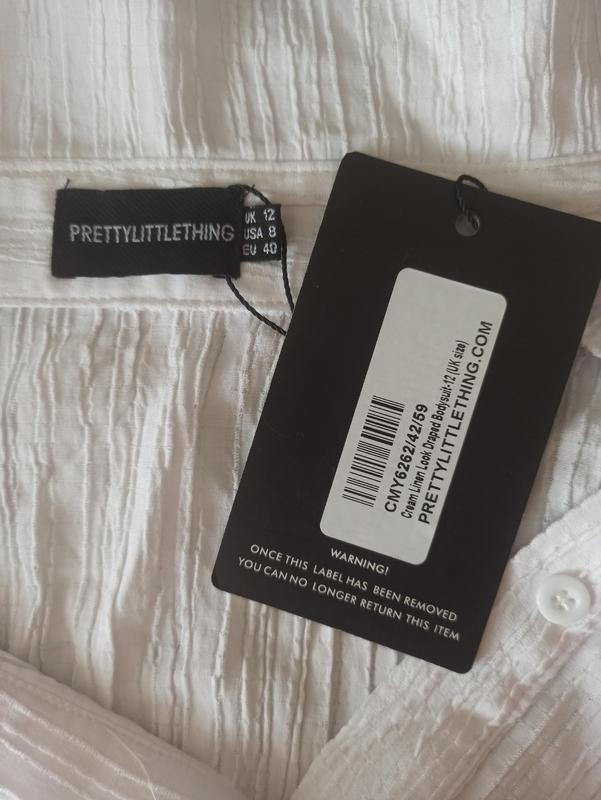 PRETTYLITTLETHING
UK 12
USA 8
EU 40
CMY6262/42/59
Cream Linen Look Draped Bodysuit-12 (UK size)
PRETTYLITTLETHING.COM
WARNING!
ONCE THIS LABEL HAS BEEN REMOVED
YOU CAN NO LONGER RETURN THIS ITEM